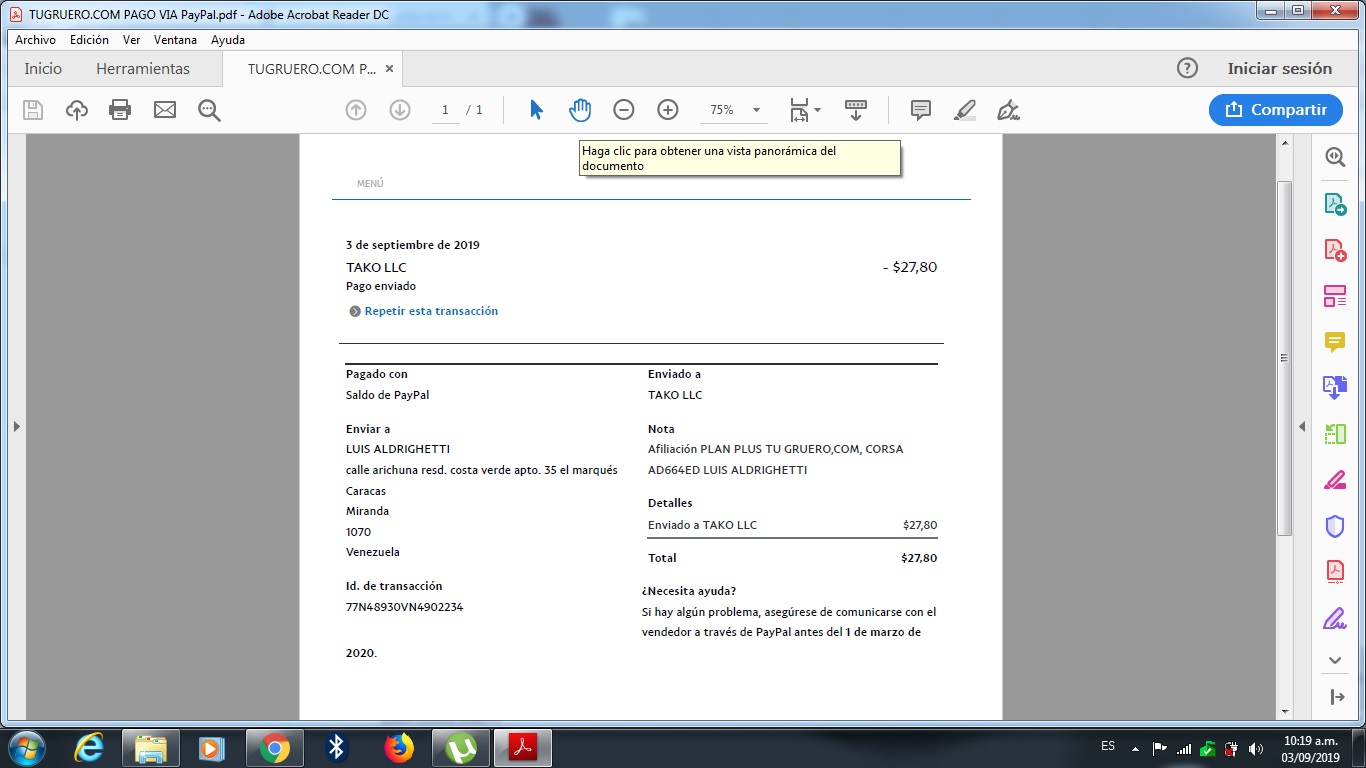 TUGRUERO.COM PAGO VIA PayPal.pdf - Adobe Acrobat Reader DC
Archivo Edición Ver Ventana Ayuda
Inicio Herramientas TUGRUERO.COM P... × Iniciar sesión
1 / 1 75% Compartir
Haga clic para obtener una vista panorámica del
documento
MENÚ
3 de septiembre de 2019
TAKO LLC - $27,80
Pago enviado
Repetir esta transacción
Pagado con
Saldo de PayPal
Enviar a
LUIS ALDRIGHETTI
calle arichuna resd. costa verde apto. 35 el marqués
Caracas
Miranda
1070
Venezuela
Id. de transacción
77N48930VN4902234
Enviado a
TAKO LLC
Nota
Afiliación PLAN PLUS TU GRUERO,COM, CORSA
AD664ED LUIS ALDRIGHETTI
Detalles
Enviado a TAKO LLC $27,80
Total $27,80
¿Necesita ayuda?
Si hay algún problema, asegúrese de comunicarse con el
vendedor a través de PayPal antes del 1 de marzo de
2020.
ES 10:19 a.m.
03/09/2019